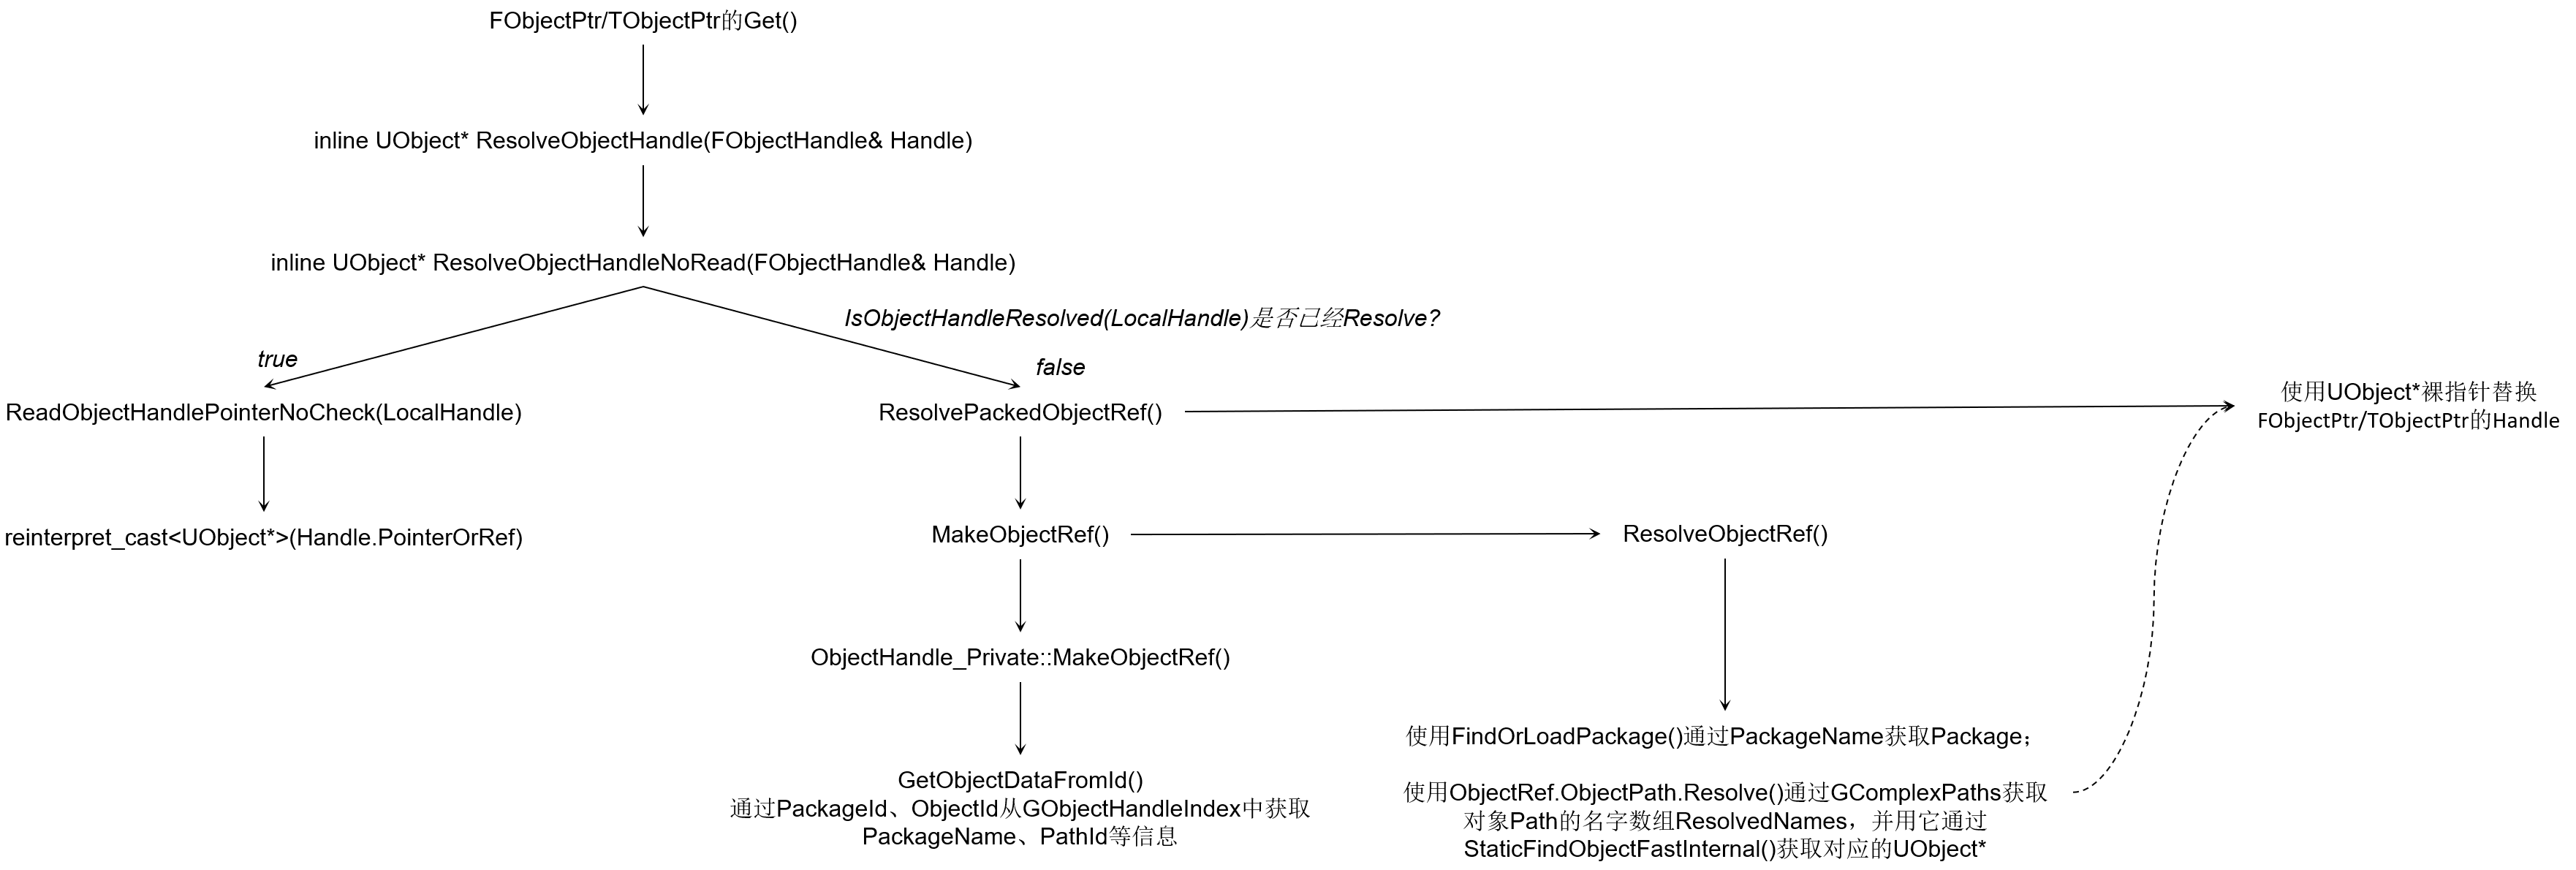 FObjectPtr/TObjectPtr的Get()
inline UObject* ResolveObjectHandle(FObjectHandle& Handle)
inline UObject* ResolveObjectHandleNoRead(FObjectHandle& Handle)
IsObjectHandleResolved(LocalHandle)是否已经Resolve?
true
false
ReadObjectHandlePointerNoCheck(LocalHandle)
ResolvePackedObjectRef()
使用UObject*裸指针替换
FObjectPtr/TObjectPtr的Handle
reinterpret_cast<UObject*>(Handle.PointerOrRef)
MakeObjectRef()
ResolveObjectRef()
ObjectHandle_Private::MakeObjectRef()
GetObjectDataFromId()
通过PackageId、ObjectId从GObjectHandleIndex中获取
PackageName、PathId等信息
使用FindOrLoadPackage()通过PackageName获取Package；
使用ObjectRef.ObjectPath.Resolve()通过GComplexPaths获取
对象Path的名字数组ResolvedNames，并用它通过
StaticFindObjectFastInternal()获取对应的UObject*